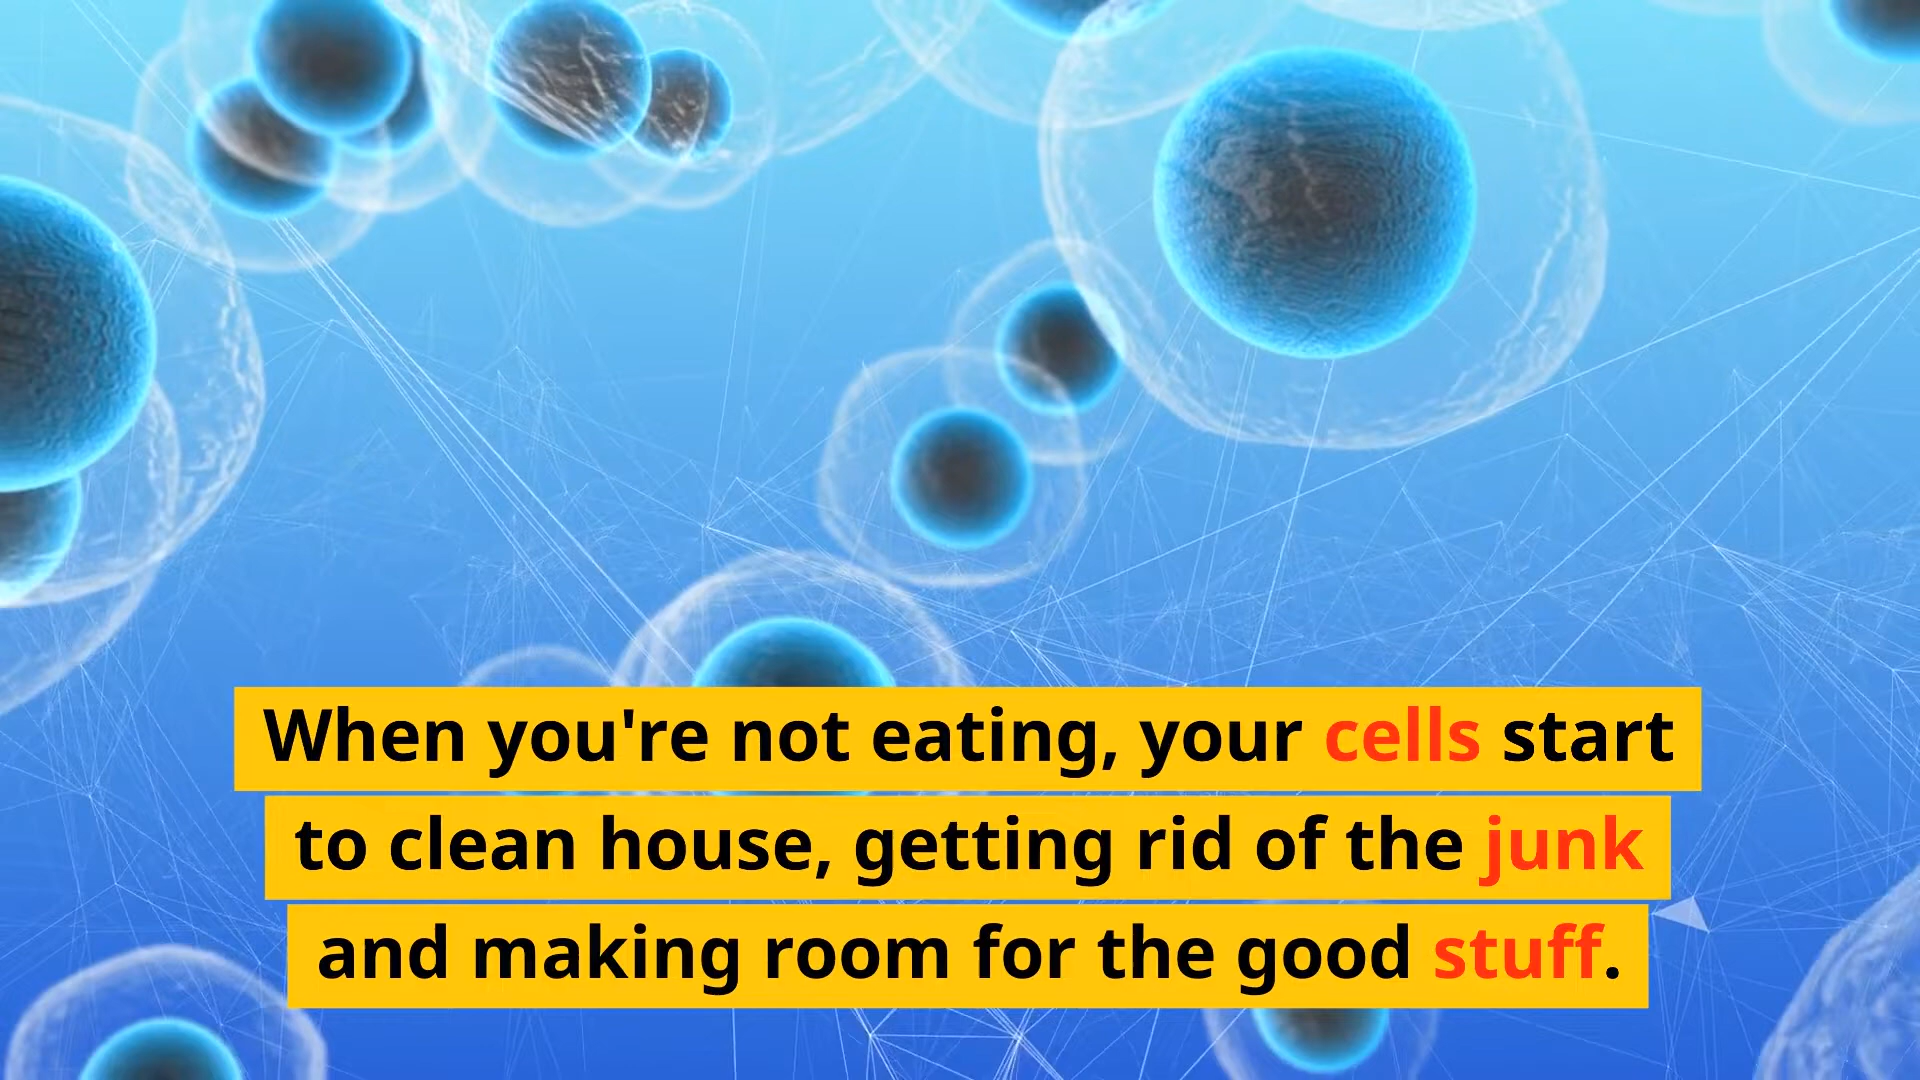 When you're not eating, your cells start
to clean house, getting rid of the junk
and making room for the good stuff.